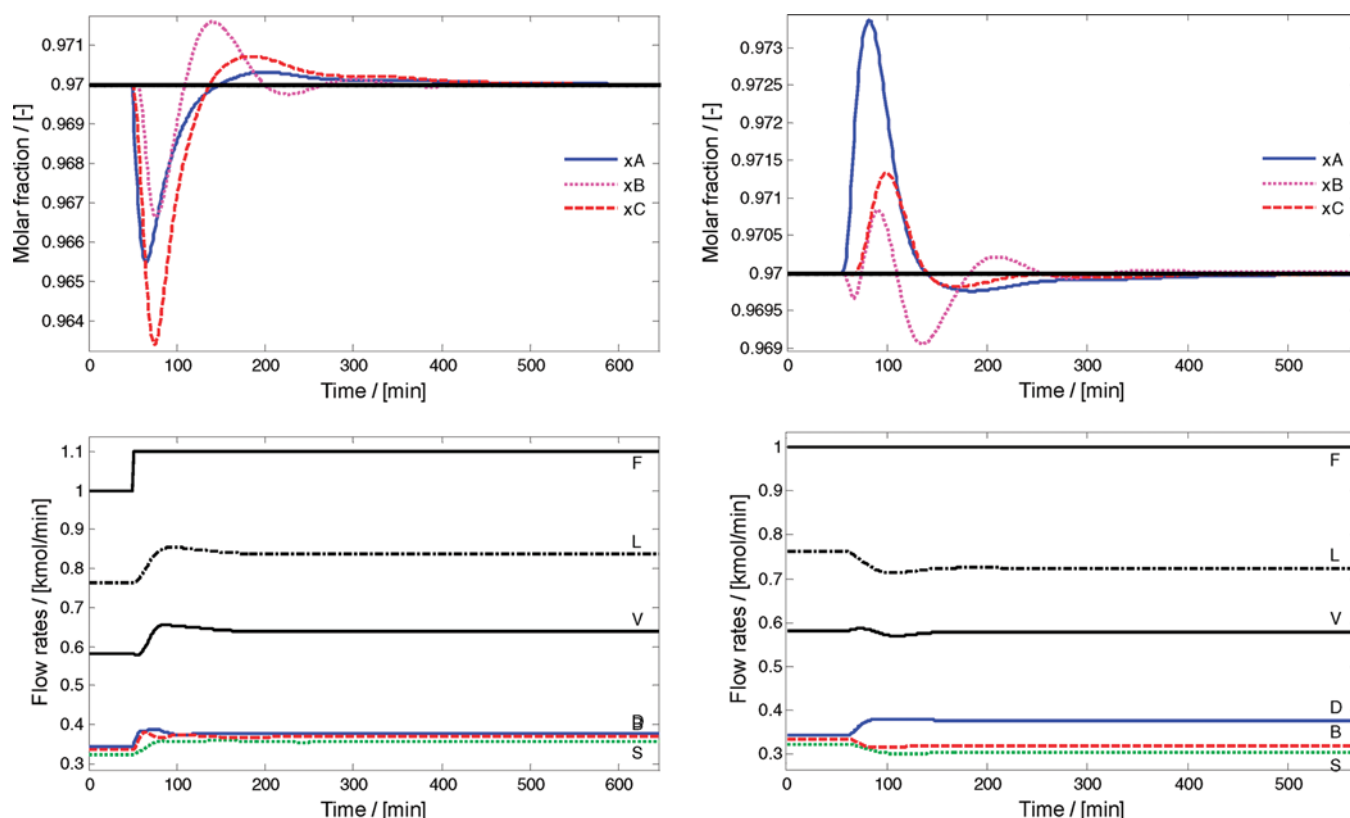 0.971
0.97
0.969
0.968
0.967
0.966
0.965
0.964
Molar fraction / [-]
xA
xB
xC
0 100 200 300 400 500 600
Time / [min]
0.973
0.9725
0.972
0.9715
0.971
0.9705
0.97
0.9695
0.969
Molar fraction / [-]
xA
xB
xC
0 100 200 300 400 500
Time / [min]
1.1
1
0.9
0.8
0.7
0.6
0.5
0.4
0.3
Flow rates / [kmol/min]
F
L
V
S
0 100 200 300 400 500 600
Time / [min]
1
0.9
0.8
0.7
0.6
0.5
0.4
0.3
Flow rates / [kmol/min]
F
L
V
D
B
S
0 100 200 300 400 500
Time / [min]